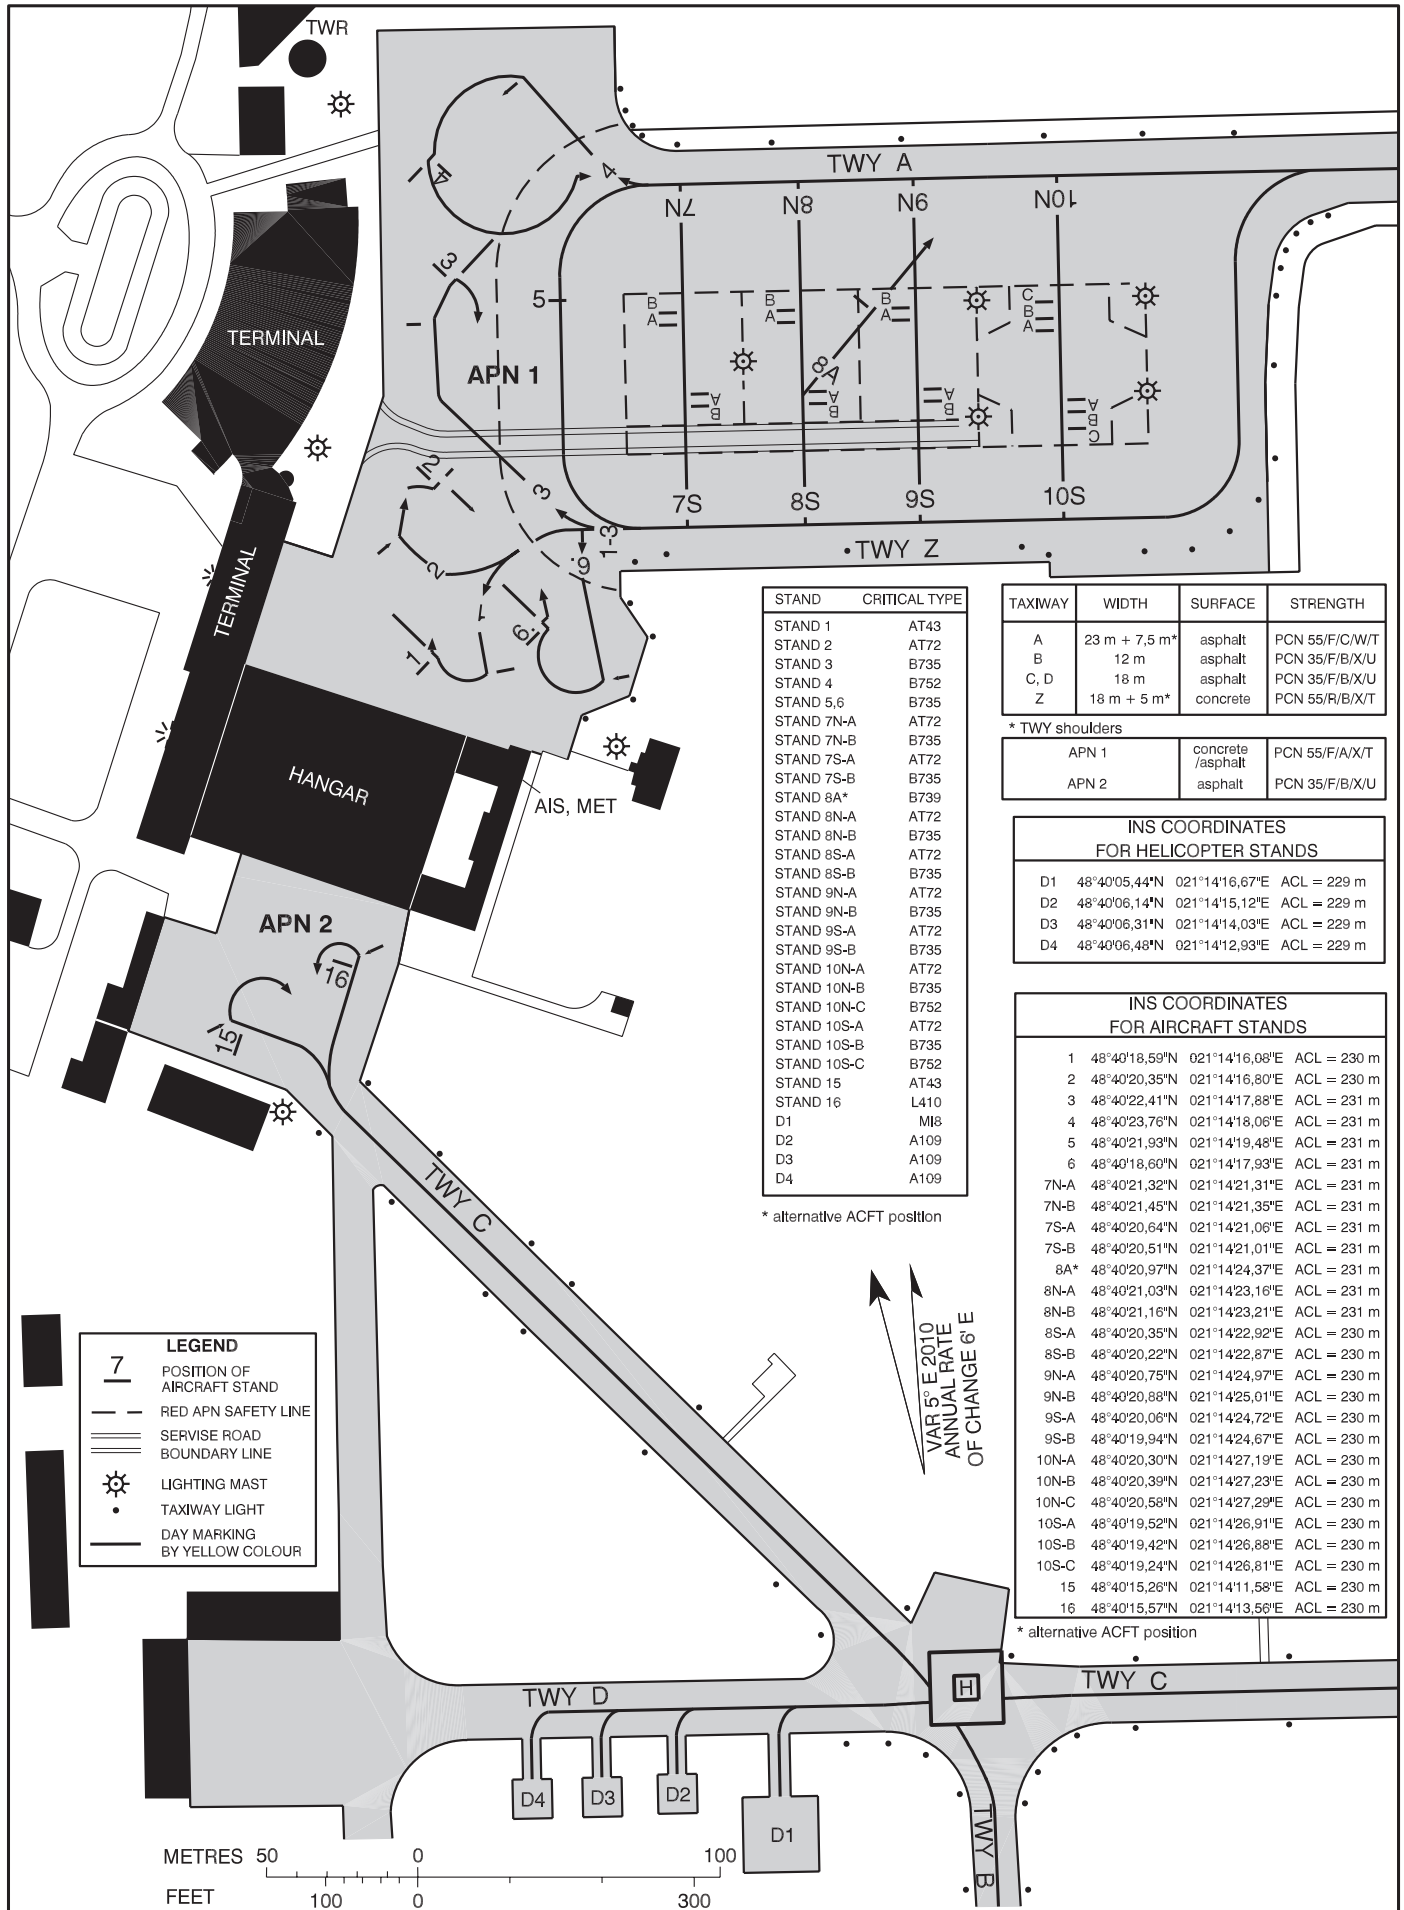 TWR
TWY A
4
4
7N
8N
9N
10N
3
5
B
A
B
A
B
A
C
B
A
TERMINAL
APN 1
8A
A
B
A
B
A
B
A
B
C
2
3
7S
8S
9S
10S
1-3
TWY Z
2
6
TERMINAL
1
6
HANGAR
AIS, MET
APN 2
16
15
STAND CRITICAL TYPE
STAND 1 AT43
STAND 2 AT72
STAND 3 B735
STAND 4 B752
STAND 5,6 B735
STAND 7N-A AT72
STAND 7N-B B735
STAND 7S-A AT72
STAND 7S-B B735
STAND 8A* B739
STAND 8N-A AT72
STAND 8N-B B735
STAND 8S-A AT72
STAND 8S-B B735
STAND 9N-A AT72
STAND 9N-B B735
STAND 9S-A AT72
STAND 9S-B B735
STAND 10N-A AT72
STAND 10N-B B735
STAND 10N-C B752
STAND 10S-A AT72
STAND 10S-B B735
STAND 10S-C B752
STAND 15 AT43
STAND 16 L410
D1 MI8
D2 A109
D3 A109
D4 A109
* alternative ACFT position
TAXIWAY WIDTH SURFACE STRENGTH
A 23 m + 7,5 m* asphalt PCN 55/F/C/W/T
B 12 m asphalt PCN 35/F/B/X/U
C, D 18 m asphalt PCN 35/F/B/X/U
Z 18 m + 5 m* concrete PCN 55/R/B/X/T
* TWY shoulders
APN 1 concrete /asphalt PCN 55/F/A/X/T
APN 2 asphalt PCN 35/F/B/X/U
INS COORDINATES
FOR HELICOPTER STANDS
D1 48°40'05,44"N 021°14'16,67"E ACL = 229 m
D2 48°40'06,14"N 021°14'15,12"E ACL = 229 m
D3 48°40'06,31"N 021°14'14,03"E ACL = 229 m
D4 48°40'06,48"N 021°14'12,93"E ACL = 229 m
INS COORDINATES
FOR AIRCRAFT STANDS
1 48°40'18,59"N 021°14'16,08"E ACL = 230 m
2 48°40'20,35"N 021°14'16,80"E ACL = 230 m
3 48°40'22,41"N 021°14'17,88"E ACL = 231 m
4 48°40'23,76"N 021°14'18,06"E ACL = 231 m
5 48°40'21,93"N 021°14'19,48"E ACL = 231 m
6 48°40'18,60"N 021°14'17,93"E ACL = 231 m
7N-A 48°40'21,32"N 021°14'21,31"E ACL = 231 m
7N-B 48°40'21,45"N 021°14'21,35"E ACL = 231 m
7S-A 48°40'20,64"N 021°14'21,06"E ACL = 231 m
7S-B 48°40'20,51"N 021°14'21,01"E ACL = 231 m
8A* 48°40'20,97"N 021°14'24,37"E ACL = 231 m
8N-A 48°40'21,03"N 021°14'23,16"E ACL = 231 m
8N-B 48°40'21,16"N 021°14'23,21"E ACL = 231 m
8S-A 48°40'20,35"N 021°14'22,92"E ACL = 230 m
8S-B 48°40'20,22"N 021°14'22,87"E ACL = 230 m
9N-A 48°40'20,75"N 021°14'24,97"E ACL = 230 m
9N-B 48°40'20,88"N 021°14'25,01"E ACL = 230 m
9S-A 48°40'20,06"N 021°14'24,72"E ACL = 230 m
9S-B 48°40'19,94"N 021°14'24,67"E ACL = 230 m
10N-A 48°40'20,30"N 021°14'27,19"E ACL = 230 m
10N-B 48°40'20,39"N 021°14'27,23"E ACL = 230 m
10N-C 48°40'20,58"N 021°14'27,29"E ACL = 230 m
10S-A 48°40'19,52"N 021°14'26,91"E ACL = 230 m
10S-B 48°40'19,42"N 021°14'26,88"E ACL = 230 m
10S-C 48°40'19,24"N 021°14'26,81"E ACL = 230 m
15 48°40'15,26"N 021°14'11,58"E ACL = 230 m
16 48°40'15,57"N 021°14'13,56"E ACL = 230 m
* alternative ACFT position
TWY C
VAR 5° E 2010
ANNUAL RATE
OF CHANGE 6' E
LEGEND
7 POSITION OF
AIRCRAFT STAND
RED APN SAFETY LINE
SERVISE ROAD
BOUNDARY LINE
LIGHTING MAST
TAXIWAY LIGHT
DAY MARKING
BY YELLOW COLOUR
TWY D
H
TWY C
D4
D3
D2
D1
TWY B
METRES 50 0 100
FEET 100 0 300